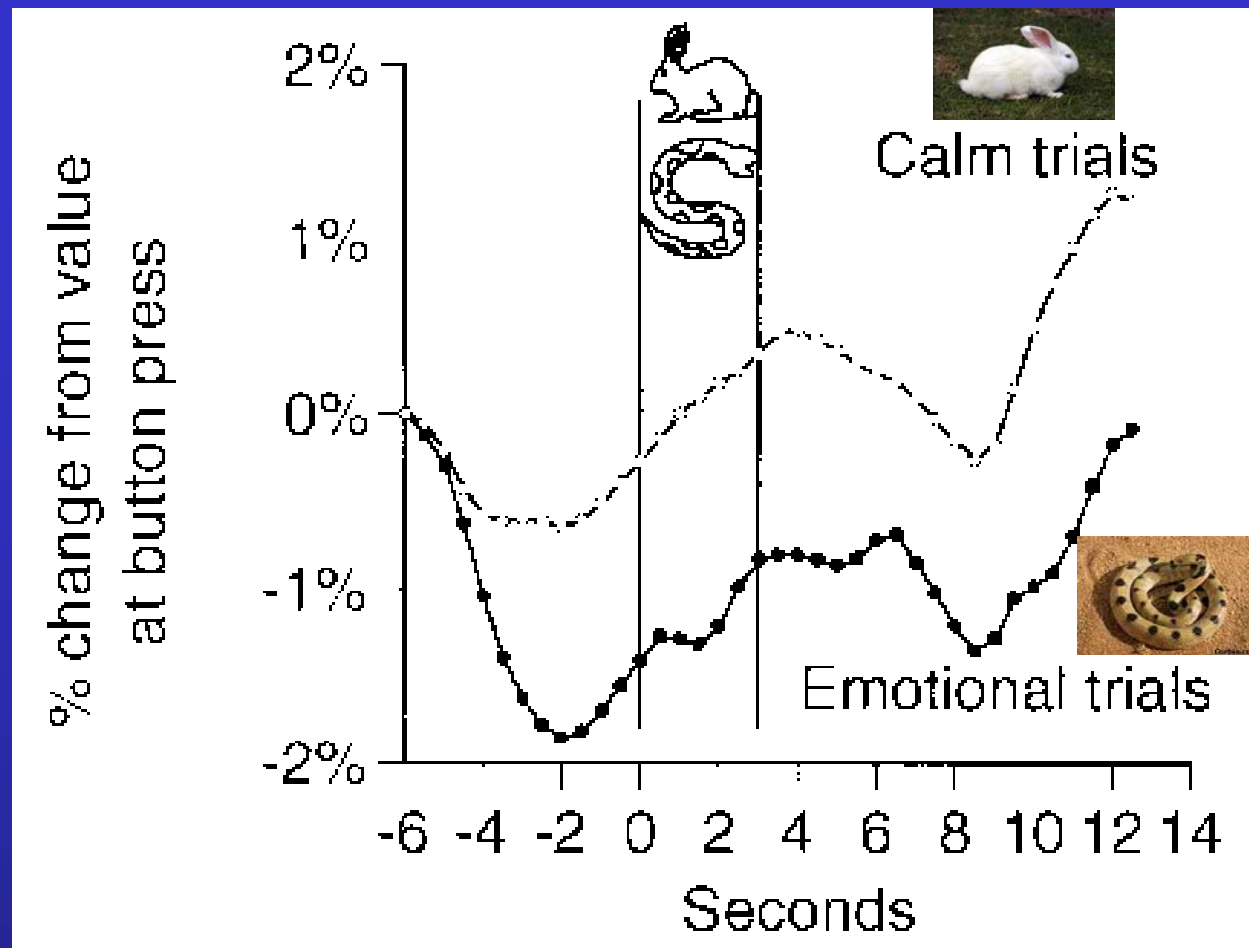 % change from value
at button press
2%
1%
0%
-1%
-2%
Calm trials
Emotional trials
-6 -4 -2 0 2 4 6 8 10 12 14
Seconds